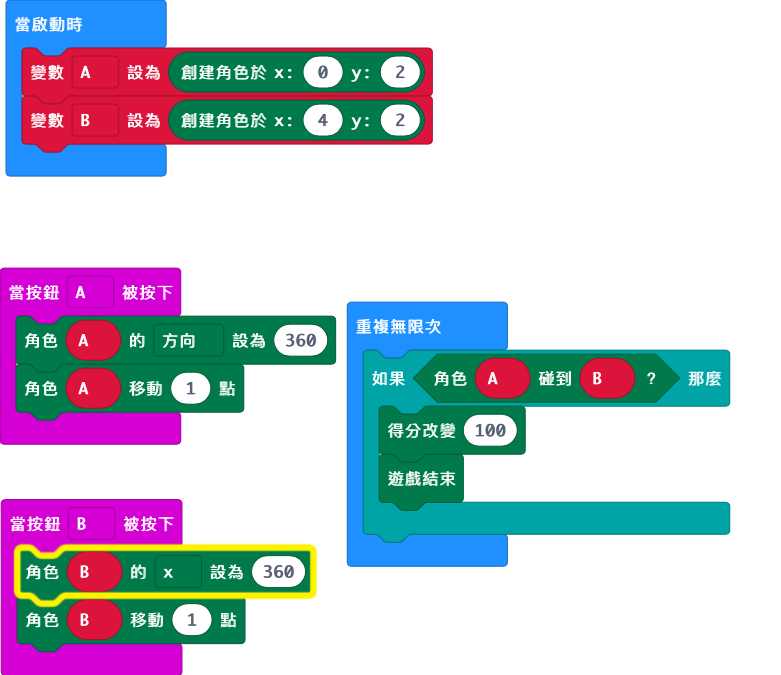 當啟動時
變數 A 設為 創建角色於 x: 0 y: 2
變數 B 設為 創建角色於 x: 4 y: 2
當按鈕 A 被按下
角色 A 的 方向 設為 360
角色 A 移動 1 點
重複無限次
如果 角色 A 碰到 B ? 那麼
得分改變 100
遊戲結束
當按鈕 B 被按下
角色 B 的 x 設為 360
角色 B 移動 1 點